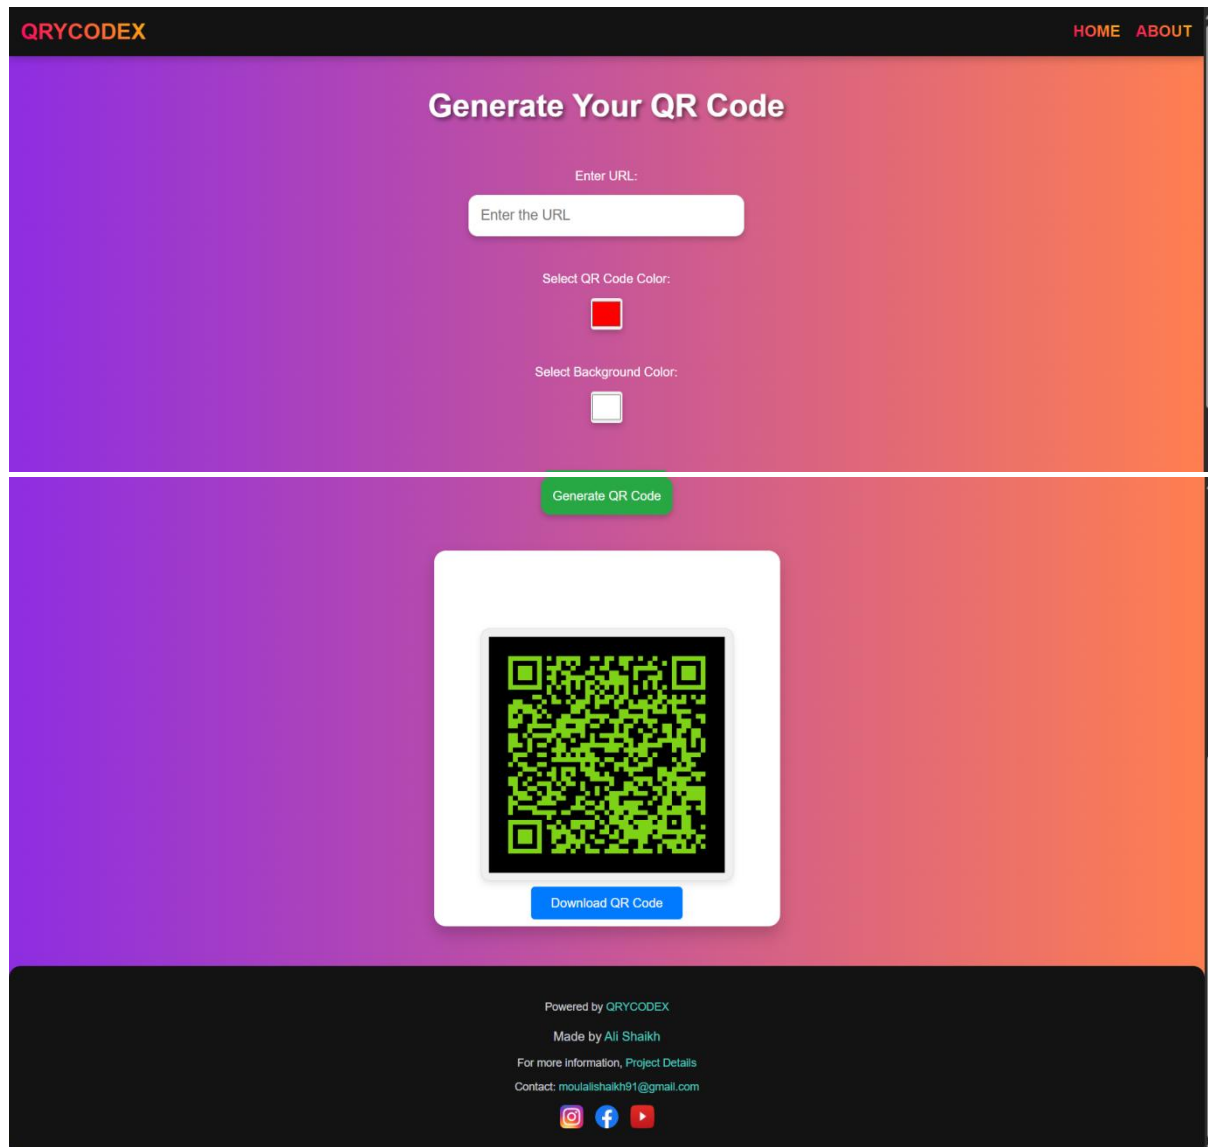 QRYCODEX HOME ABOUT
Generate Your QR Code
Enter URL:
Enter the URL
Select QR Code Color:
Select Background Color:
Generate QR Code
Download QR Code
Powered by QRYCODEX
Made by Ali Shaikh
For more information, Project Details
Contact: moulalishaikh91@gmail.com